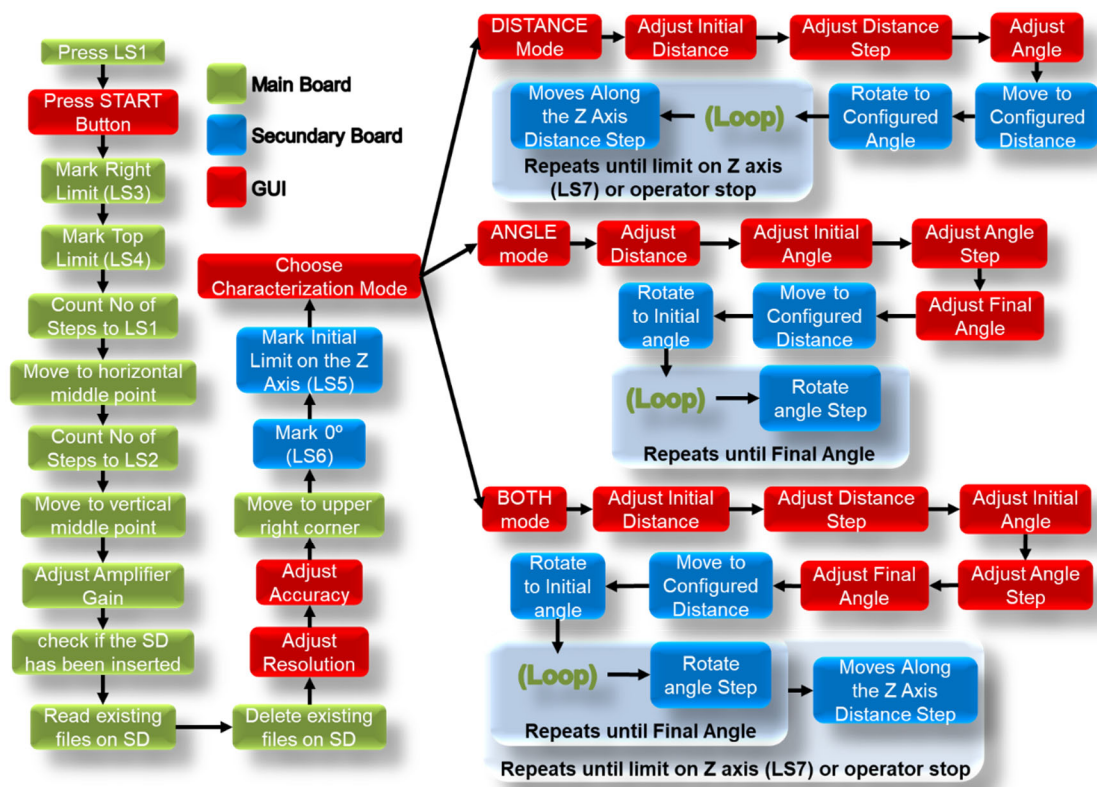 Press LS1
Press START
Button
Mark Right
Limit (LS3)
Mark Top
Limit (LS4)
Count No of
Steps to LS1
Move to horizontal
middle point
Count No of
Steps to LS2
Move to vertical
middle point
Adjust Amplifier
Gain
check if the SD
has been inserted
Read existing
files on SD
Delete existing
files on SD
Adjust
Resolution
Adjust
Accuracy
Move to upper
right corner
Mark 0º
(LS6)
Mark Initial
Limit on the Z
Axis (LS5)
Choose
Characterization Mode
Main Board
Secundary Board
GUI
DISTANCE
Mode
Adjust Initial
Distance
Adjust Distance
Step
Adjust
Angle
Move to
Configured
Distance
Rotate to
Configured
Angle
(Loop)
Moves Along
the Z Axis
Distance Step
Repeats until limit on Z axis
(LS7) or operator stop
ANGLE
mode
Adjust
Distance
Adjust Initial
Angle
Adjust Angle
Step
Adjust Final
Angle
Move to
Configured
Distance
Rotate
to Initial
angle
(Loop)
Rotate
angle Step
Repeats until Final Angle
BOTH
mode
Adjust Initial
Distance
Adjust Distance
Step
Adjust Initial
Angle
Adjust Angle
Step
Adjust Final
Angle
Move to
Configured
Distance
Rotate
to Initial
angle
(Loop)
Rotate
angle Step
Moves Along
the Z Axis
Distance Step
Repeats until Final Angle
Repeats until limit on Z axis (LS7) or operator stop